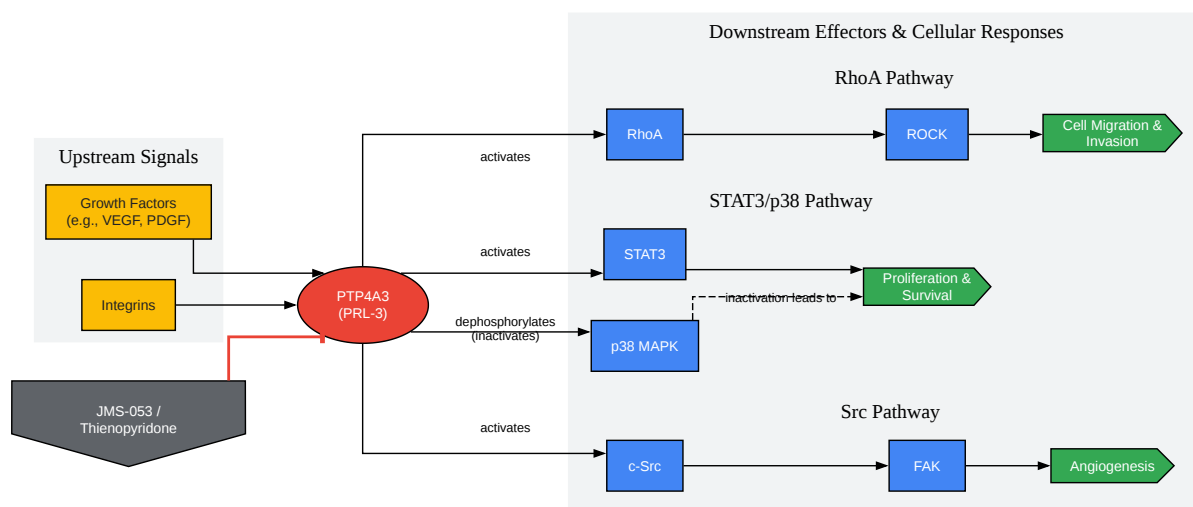 Downstream Effectors & Cellular Responses
RhoA Pathway
RhoA
ROCK
Cell Migration &
Invasion
activates
Upstream Signals
Growth Factors
(e.g., VEGF, PDGF)
Integrins
STAT3/p38 Pathway
activates
STAT3
Proliferation &
Survival
inactivation leads to
PTP4A3
(PRL-3)
dephosphorylates
(inactivates)
p38 MAPK
JMS-053 /
Thienopyridone
Src Pathway
activates
c-Src
FAK
Angiogenesis